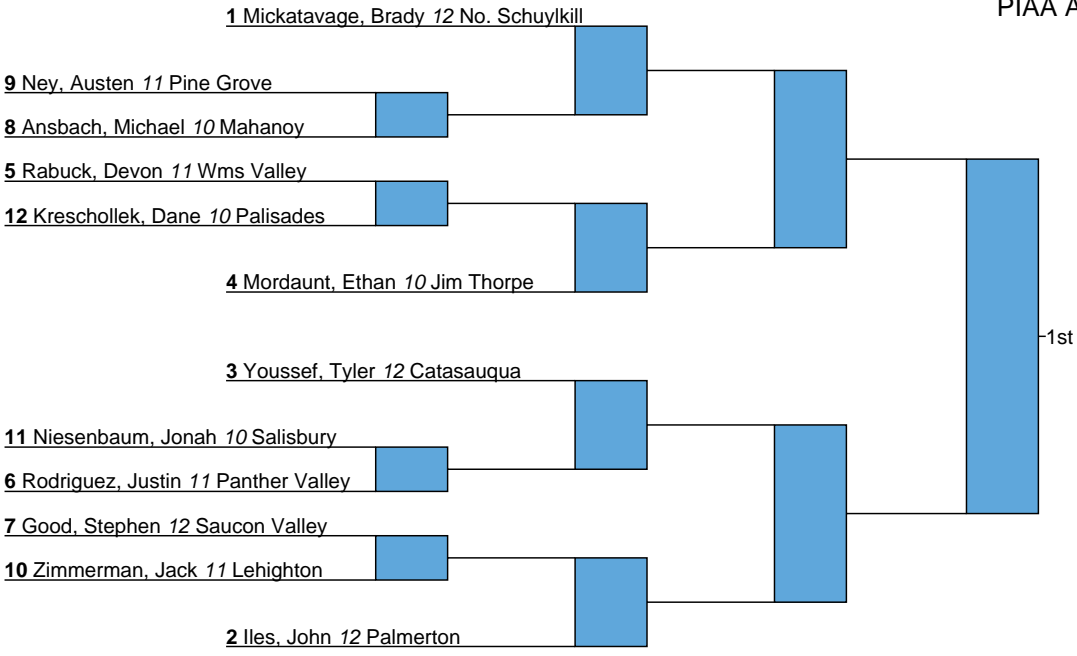 PIAA A
1 Mickatavage, Brady 12 No. Schuylkill
9 Ney, Austen 11 Pine Grove
8 Ansbach, Michael 10 Mahanoy
5 Rabuck, Devon 11 Wms Valley
12 Kreschollek, Dane 10 Palisades
4 Mordaunt, Ethan 10 Jim Thorpe
1st
3 Youssef, Tyler 12 Catasauqua
11 Niesenbaum, Jonah 10 Salisbury
6 Rodriguez, Justin 11 Panther Valley
7 Good, Stephen 12 Saucon Valley
10 Zimmerman, Jack 11 Lehighton
2 Iles, John 12 Palmerton